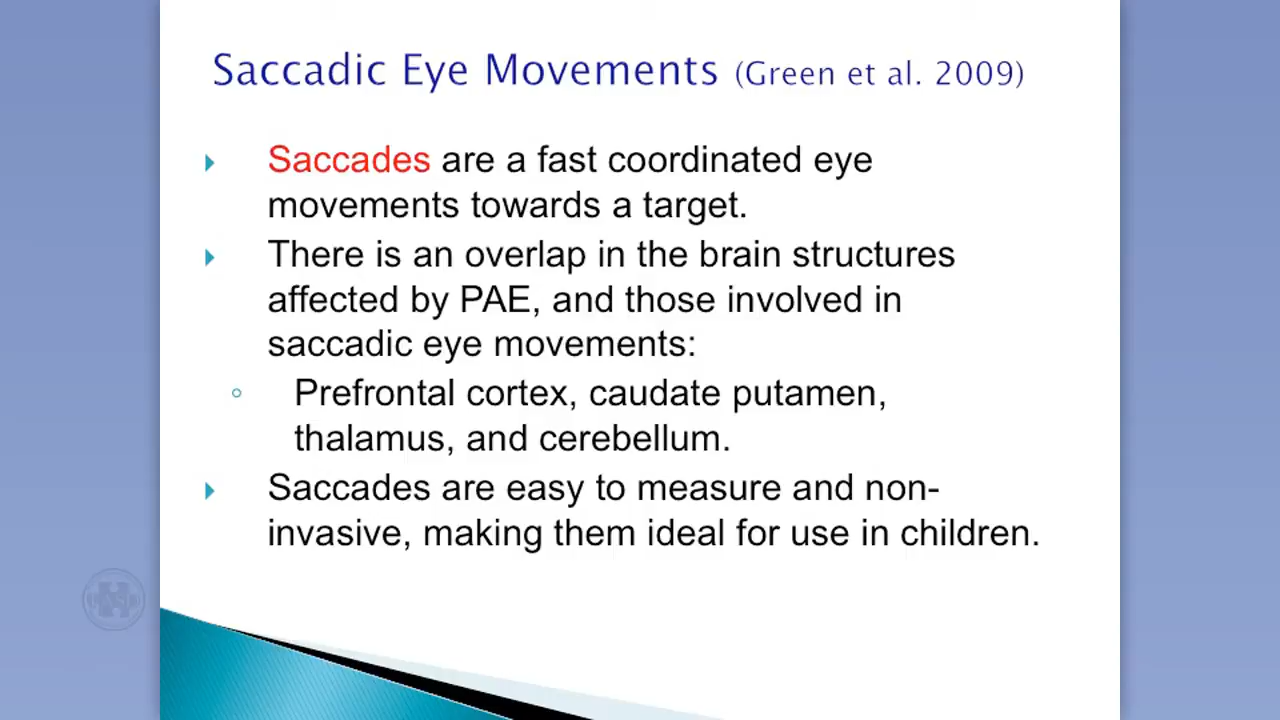 Saccadic Eye Movements (Green et al. 2009)
Saccades are a fast coordinated eye
movements towards a target.
There is an overlap in the brain structures
affected by PAE, and those involved in
saccadic eye movements:
Prefrontal cortex, caudate putamen,
thalamus, and cerebellum.
Saccades are easy to measure and non-
invasive, making them ideal for use in children.